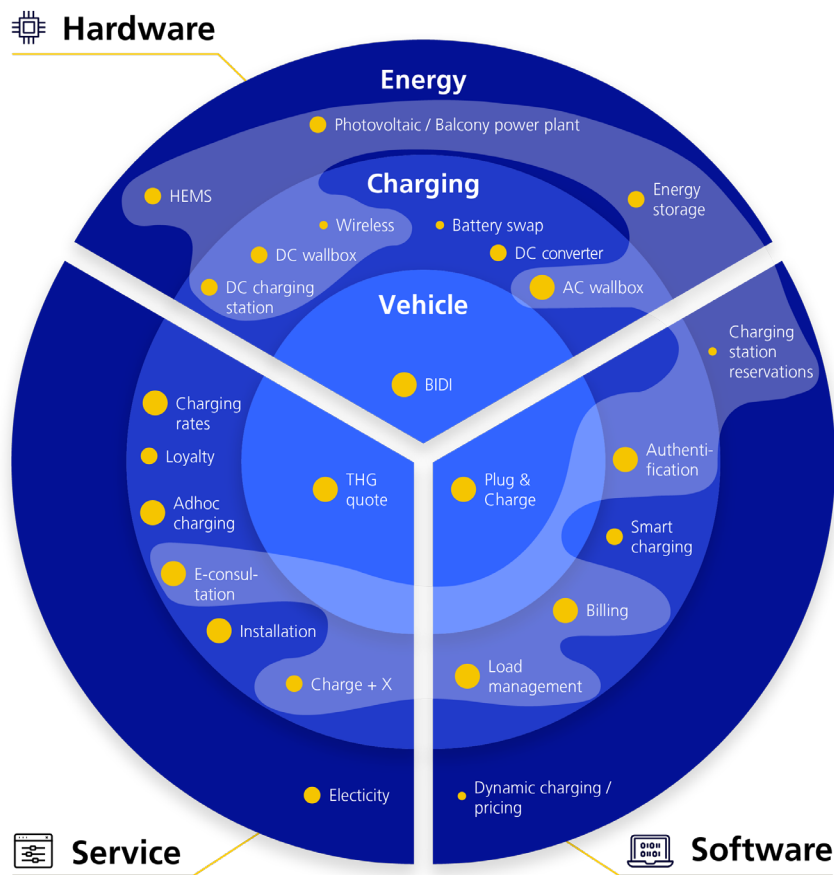 Hardware
Energy
Photovoltaic / Balcony power plant
HEMS
Energy
storage
Charging
Wireless
Battery swap
DC wallbox
DC converter
DC charging
station
AC wallbox
Vehicle
BIDI
Charging
station
reservations
Charging
rates
Loyalty
Adhoc
charging
THG
quote
Plug &
Charge
Authenti-
fication
Smart
charging
E-consul-
tation
Installation
Billing
Charge + X
Load
management
Electicity
Dynamic charging /
pricing
Service
01011
01101
Software